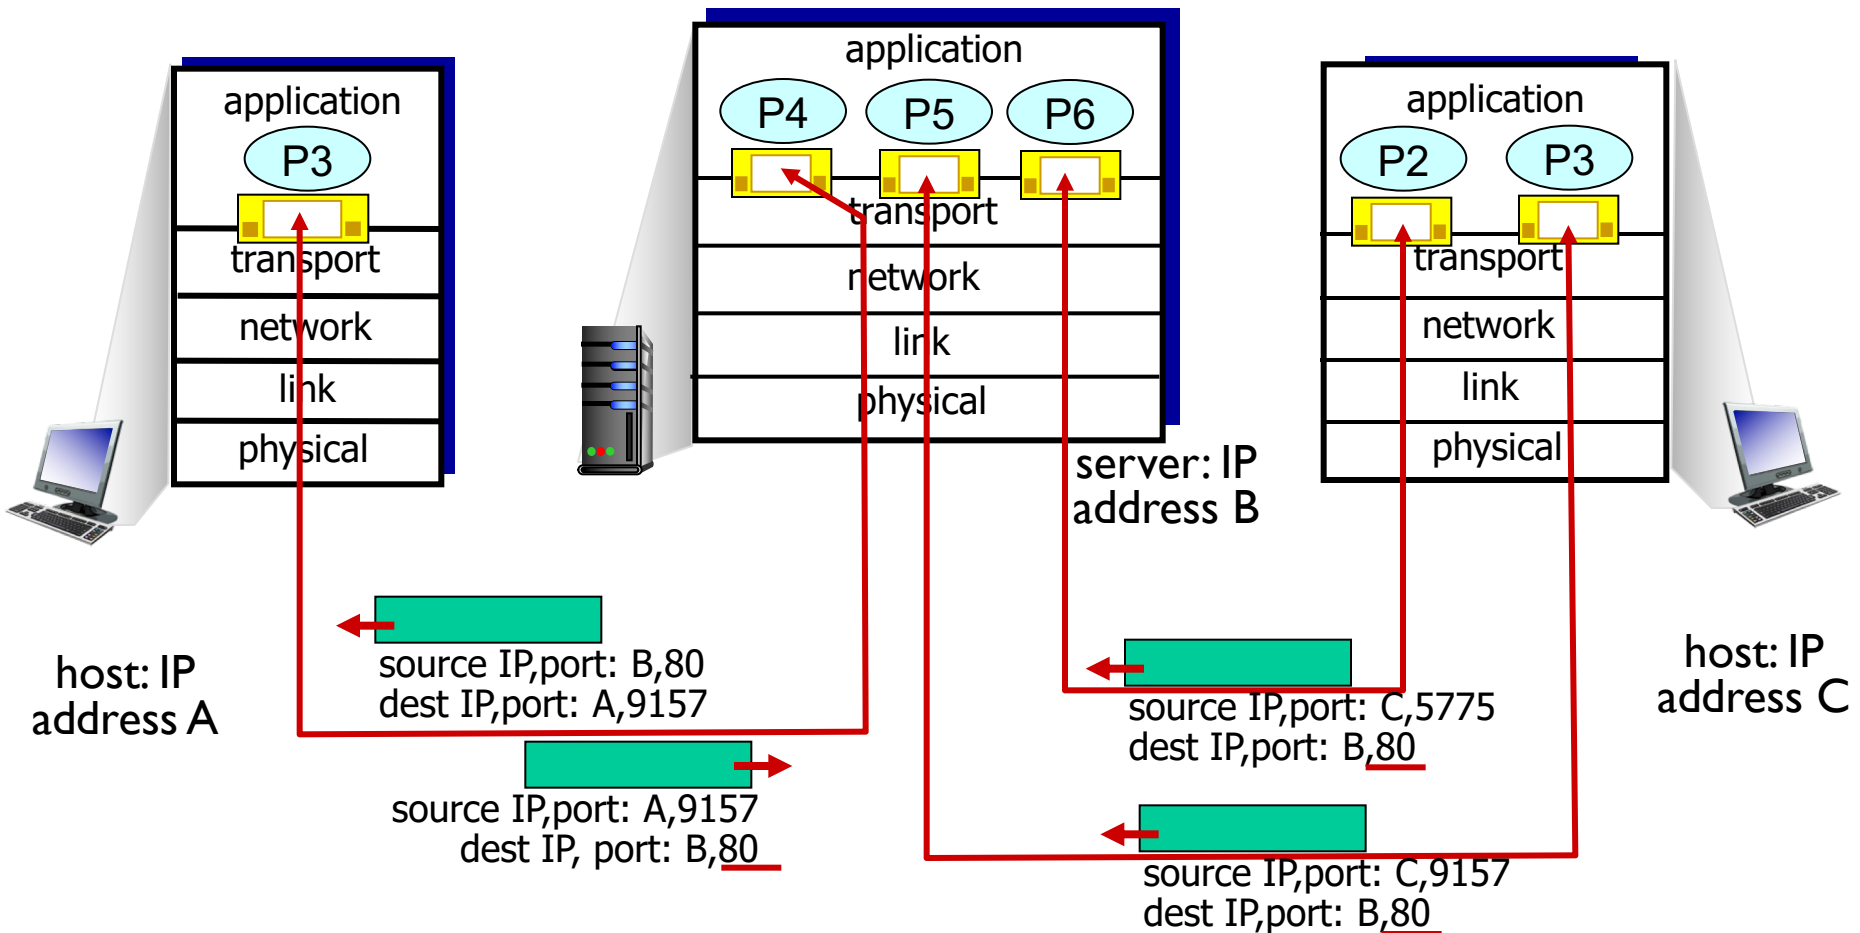 application
P3
transport
network
link
physical
host: IP
address A
application
P4
P5
P6
transport
network
link
physical
server: IP
address B
application
P2
P3
transport
network
link
physical
host: IP
address C
source IP,port: B,80
dest IP,port: A,9157
source IP,port: A,9157
dest IP, port: B,80
source IP,port: C,5775
dest IP,port: B,80
source IP,port: C,9157
dest IP,port: B,80